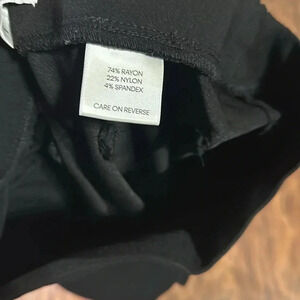 74% RAYON
22% NYLON
4% SPANDEX
CARE ON REVERSE